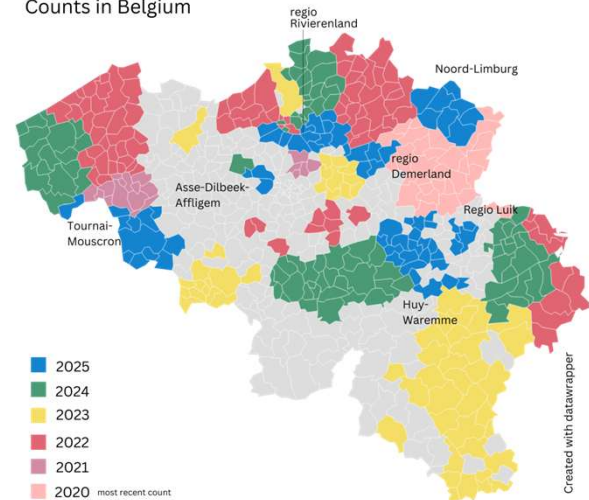 Counts in Belgium
regio
Rivierenland
Noord-Limburg
regio
Demerland
Asse-Dilbeek-
Affligem
Regio Luik
Tournai-
Mouscron
Huy-
Waremme
2025
2024
2023
2022
2021
2020 most recent count
Created with datawrapper